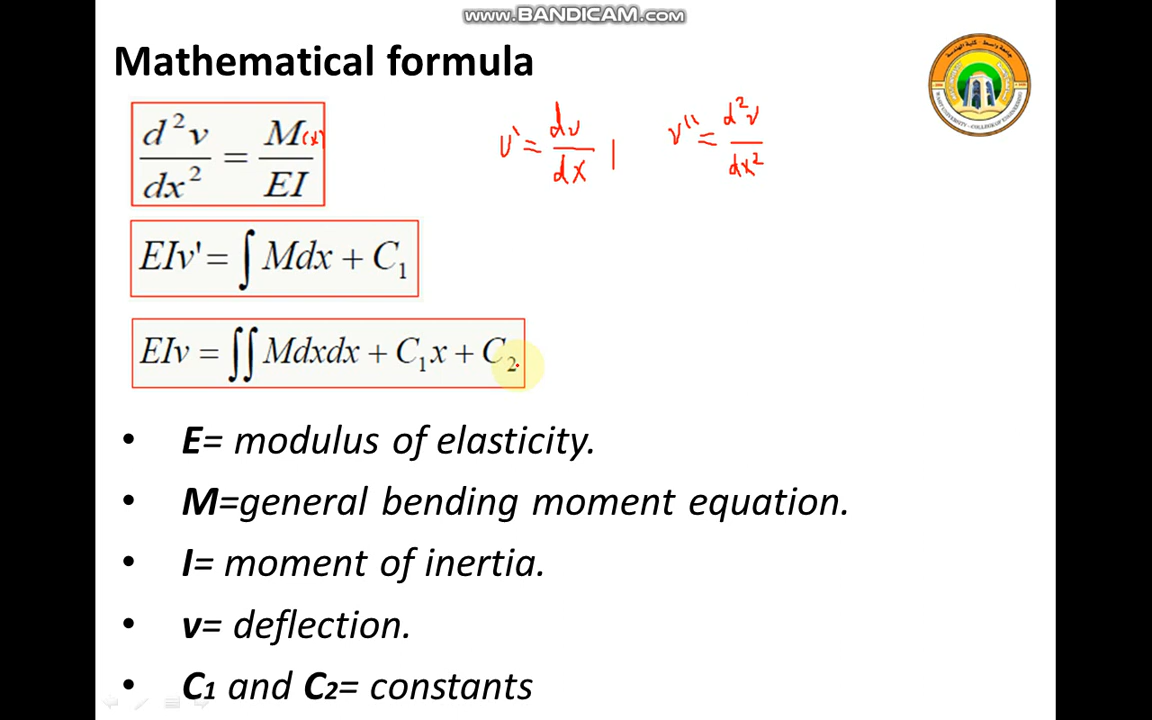 www.BANDICAM.com
Mathematical formula
d²v/dx² = M(x)/EI
v' = dv/dx | v'' = d²v/dx²
EIv' = ∫ Mdx + C₁
EIv = ∬ Mdxdx + C₁x + C₂
• E= modulus of elasticity.
• M=general bending moment equation.
• I= moment of inertia.
• v= deflection.
• C₁ and C₂= constants